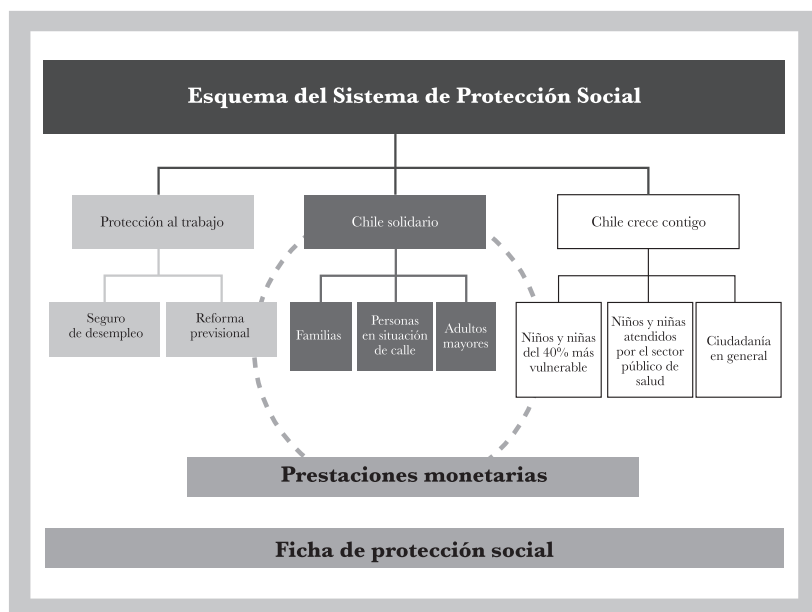 Esquema del Sistema de Protección Social
Protección al trabajo
Chile solidario
Chile crece contigo
Seguro
de desempleo
Reforma
previsional
Familias
Personas
en situación
de calle
Adultos
mayores
Niños y niñas
del 40% más
vulnerable
Niños y niñas
atendidos
por el sector
público de
salud
Ciudadanía
en general
Prestaciones monetarias
Ficha de protección social